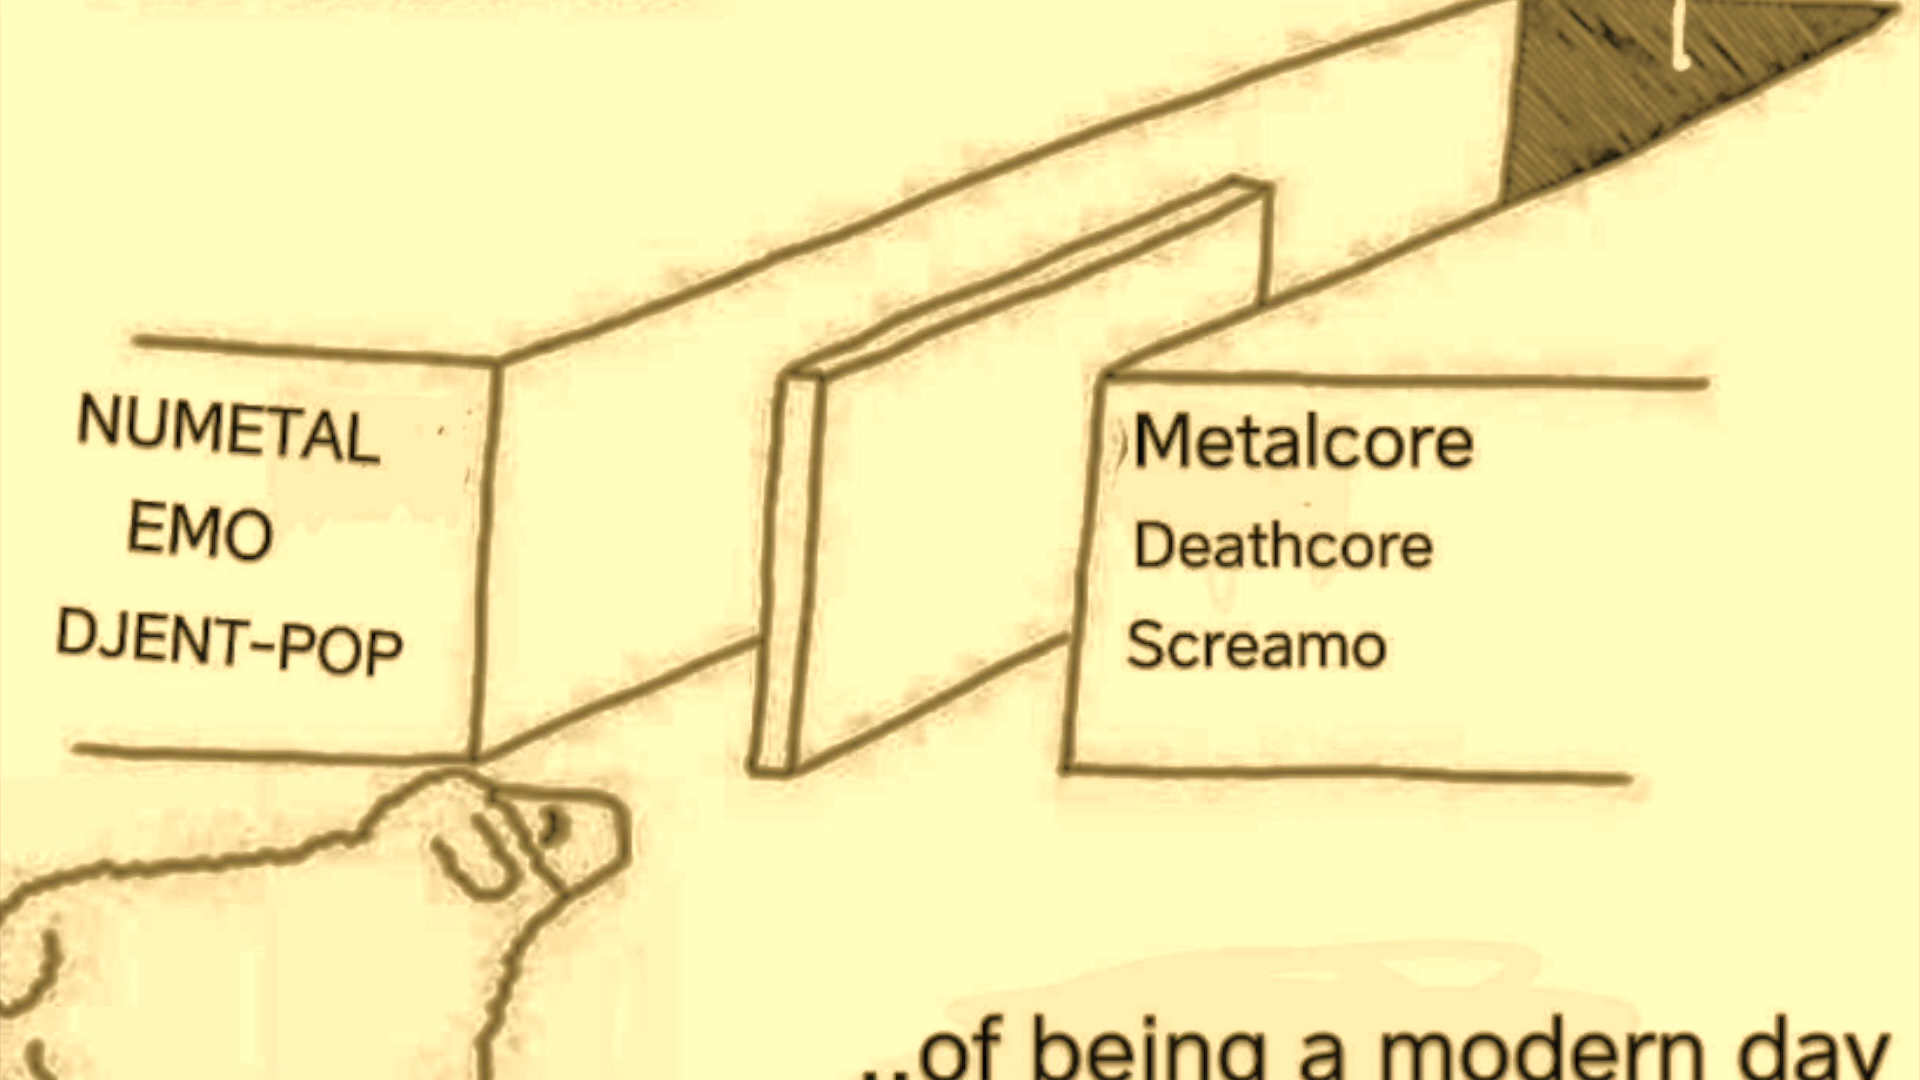 NUMETAL
EMO
DJENT-POP
Metalcore
Deathcore
Screamo
..of being a modern day